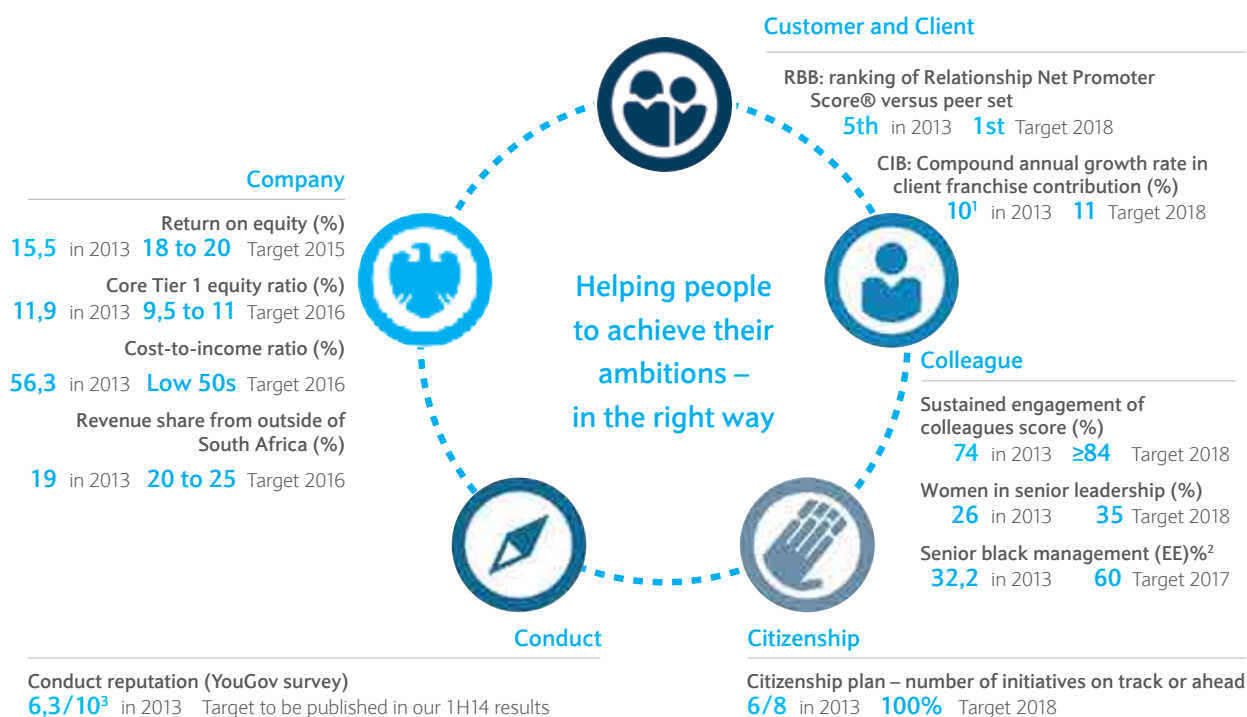 Customer and Client
RBB: ranking of Relationship Net Promoter
Score® versus peer set
5th in 2013 1st Target 2018
CIB: Compound annual growth rate in
client franchise contribution (%)
10¹ in 2013 11 Target 2018
Company
Return on equity (%)
15,5 in 2013 18 to 20 Target 2015
Core Tier 1 equity ratio (%)
11,9 in 2013 9,5 to 11 Target 2016
Cost-to-income ratio (%)
56,3 in 2013 Low 50s Target 2016
Revenue share from outside of
South Africa (%)
19 in 2013 20 to 25 Target 2016
Helping people
to achieve their
ambitions –
in the right way
Colleague
Sustained engagement of
colleagues score (%)
74 in 2013 ≥84 Target 2018
Women in senior leadership (%)
26 in 2013 35 Target 2018
Senior black management (EE)%²
32,2 in 2013 60 Target 2017
Conduct
Conduct reputation (YouGov survey)
6,3/10³ in 2013 Target to be published in our 1H14 results
Citizenship
Citizenship plan – number of initiatives on track or ahead
6/8 in 2013 100% Target 2018